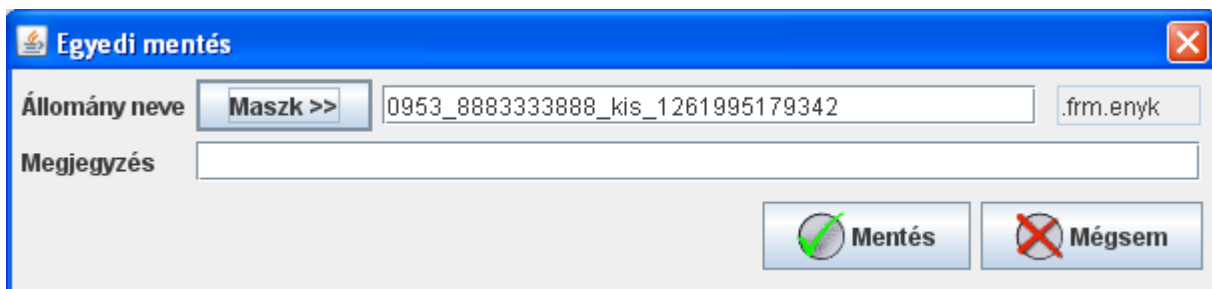 Egyedi mentés
Állomány neve Maszk >> 0953_8883333888_kis_1261995179342 .frm.enyk
Megjegyzés
Mentés Mégsem